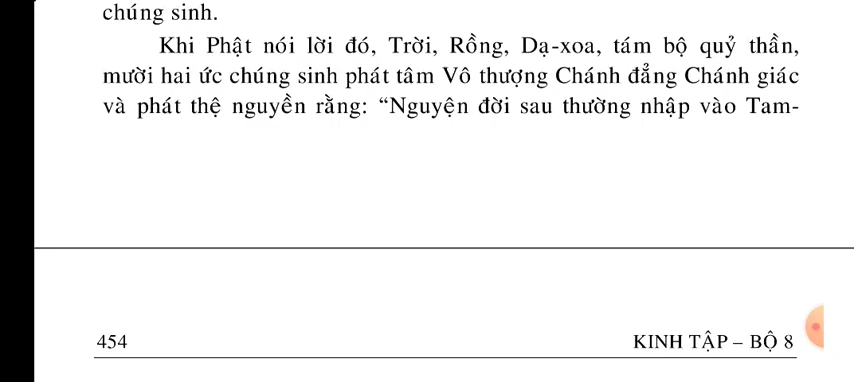 chúng sinh.
Khi Phật nói lời đó, Trời, Rồng, Dạ-xoa, tám bộ quỷ thần,
mười hai ức chúng sinh phát tâm Vô thượng Chánh đẳng Chánh giác
và phát thệ nguyền rằng: “Nguyện đời sau thường nhập vào Tam-
454
KINH TẬP – BỘ 8